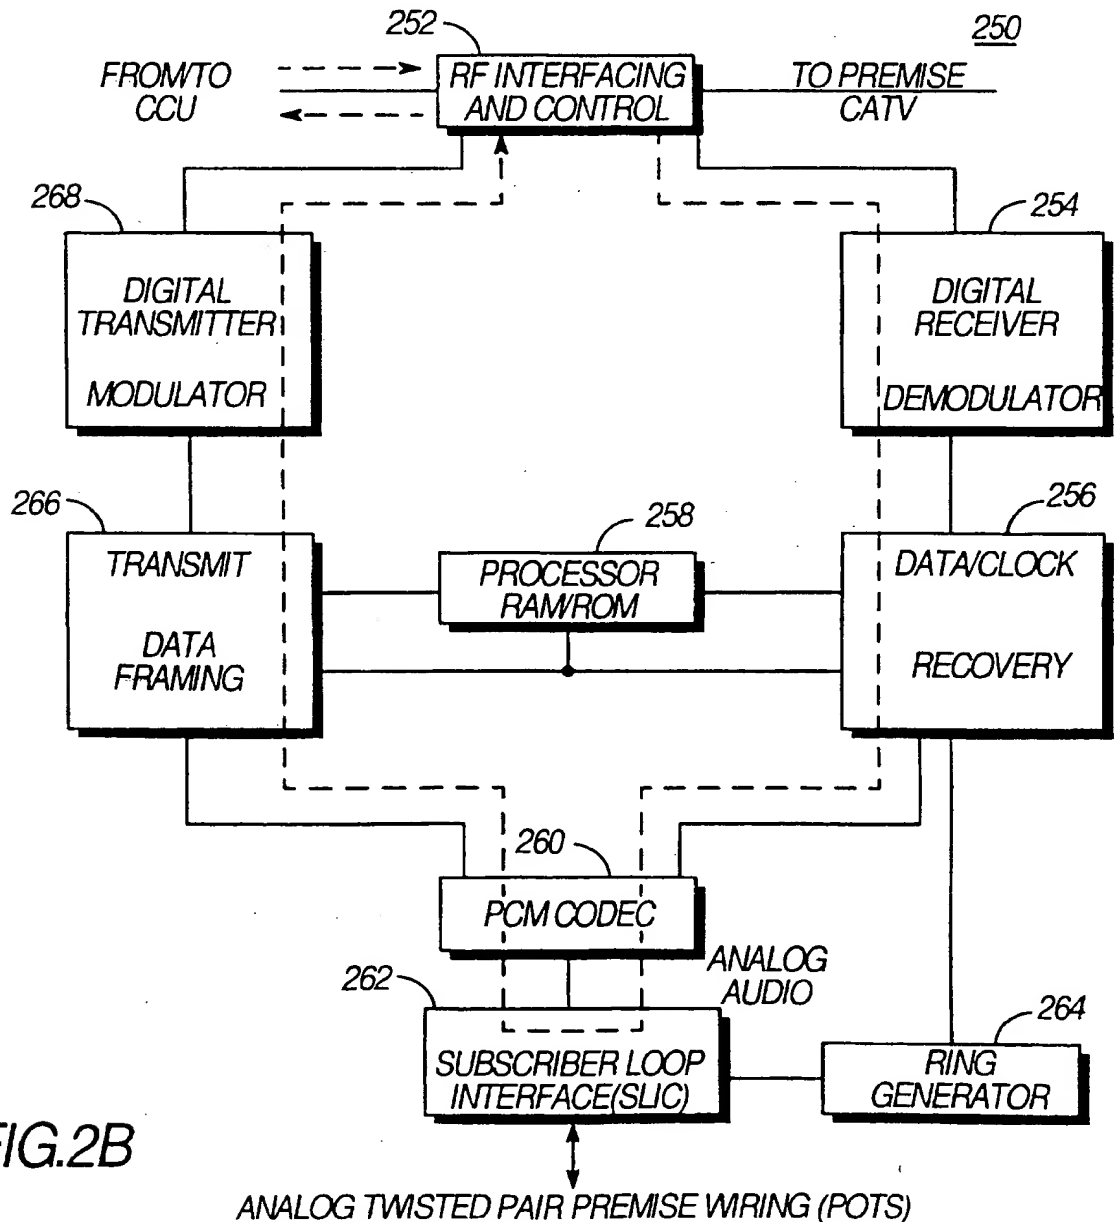 252
250
FROM/TO
CCU
RF INTERFACING
AND CONTROL
TO PREMISE
CATV
268
254
DIGITAL
TRANSMITTER
MODULATOR
DIGITAL
RECEIVER
DEMODULATOR
266
258
256
TRANSMIT
DATA
FRAMING
PROCESSOR
RAM/ROM
DATA/CLOCK
RECOVERY
260
PCM CODEC
ANALOG
AUDIO
262
264
SUBSCRIBER LOOP
INTERFACE(SLIC)
RING
GENERATOR
FIG.2B
ANALOG TWISTED PAIR PREMISE WIRING (POTS)